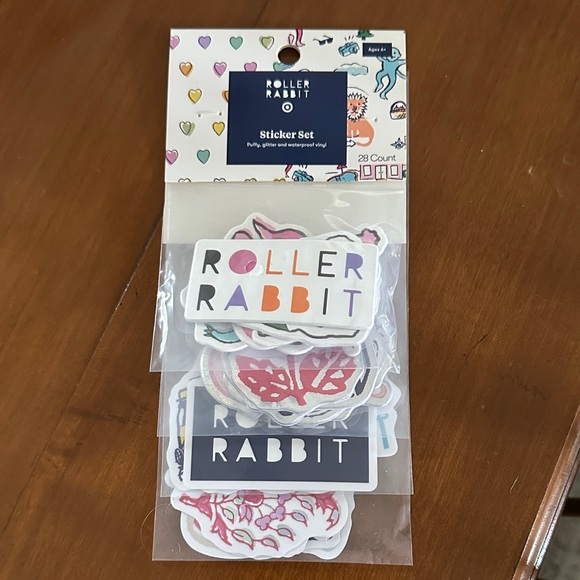 Ages 6+
ROLLER
RABBIT
Sticker Set
Puffy, glitter and waterproof vinyl
28 Count
ROLLER
RABBIT
ROLLER
RABBIT